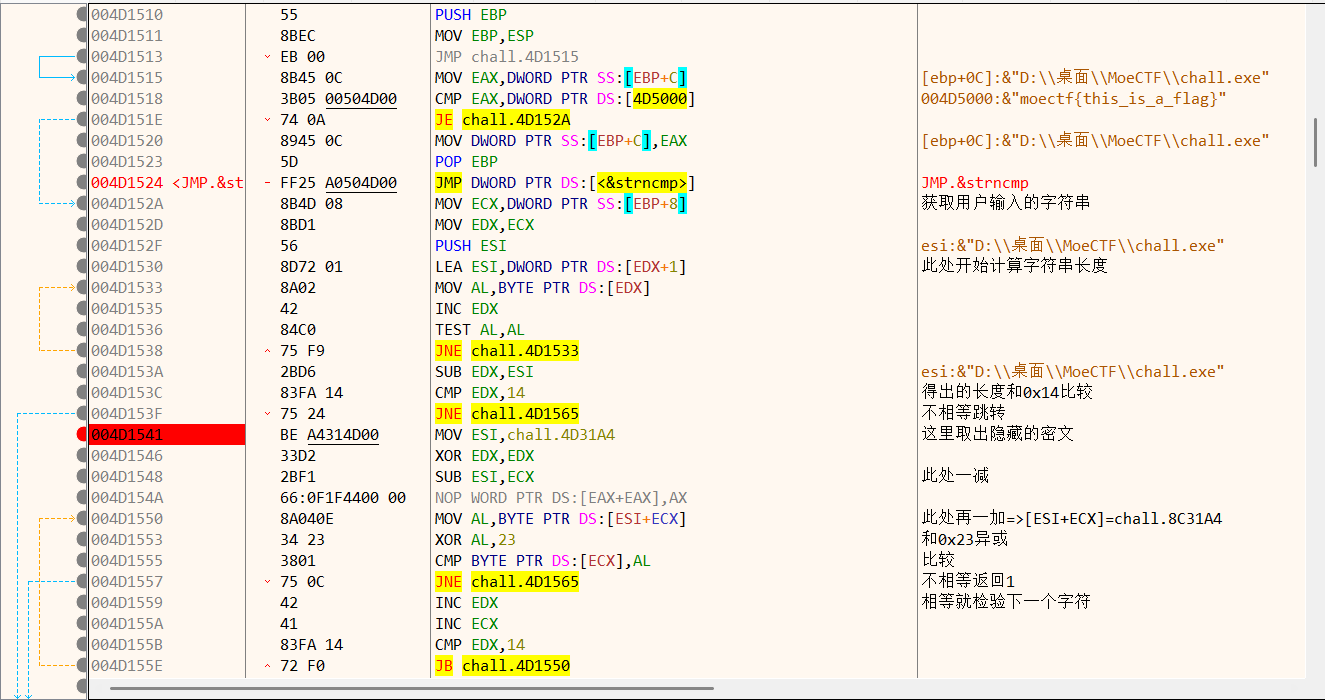 004D1510 55 PUSH EBP
004D1511 8BEC MOV EBP,ESP
004D1513 EB 00 JMP chall.4D1515
004D1515 8B45 0C MOV EAX,DWORD PTR SS:[EBP+C] [ebp+0C]:&"D:\\桌面\\MoeCTF\\chall.exe"
004D1518 3B05 00504D00 CMP EAX,DWORD PTR DS:[4D5000] 004D5000:&"moectf{this_is_a_flag}"
004D151E 74 0A JE chall.4D152A
004D1520 8945 0C MOV DWORD PTR SS:[EBP+C],EAX [ebp+0C]:&"D:\\桌面\\MoeCTF\\chall.exe"
004D1523 5D POP EBP
004D1524 <JMP.&st FF25 A0504D00 JMP DWORD PTR DS:[<&strncmp>] JMP.&strncmp
004D152A 8B4D 08 MOV ECX,DWORD PTR SS:[EBP+8] 获取用户输入的字符串
004D152D 8BD1 MOV EDX,ECX
004D152F 56 PUSH ESI esi:&"D:\\桌面\\MoeCTF\\chall.exe"
004D1530 8D72 01 LEA ESI,DWORD PTR DS:[EDX+1] 此处开始计算字符串长度
004D1533 8A02 MOV AL,BYTE PTR DS:[EDX]
004D1535 42 INC EDX
004D1536 84C0 TEST AL,AL
004D1538 75 F9 JNE chall.4D1533
004D153A 2BD6 SUB EDX,ESI esi:&"D:\\桌面\\MoeCTF\\chall.exe"
004D153C 83FA 14 CMP EDX,14 得出的长度和0x14比较
004D153F 75 24 JNE chall.4D1565 不相等跳转
004D1541 BE A4314D00 MOV ESI,chall.4D31A4 这里取出隐藏的密文
004D1546 33D2 XOR EDX,EDX
004D1548 2BF1 SUB ESI,ECX 此处一减
004D154A 66:0F1F4400 00 NOP WORD PTR DS:[EAX+EAX],AX
004D1550 8A040E MOV AL,BYTE PTR DS:[ESI+ECX] 此处再一加=>[ESI+ECX]=chall.8C31A4
004D1553 34 23 XOR AL,23 和0x23异或
004D1555 3801 CMP BYTE PTR DS:[ECX],AL 比较
004D1557 75 0C JNE chall.4D1565 不相等返回1
004D1559 42 INC EDX 相等就检验下一个字符
004D155A 41 INC ECX
004D155B 83FA 14 CMP EDX,14
004D155E 72 F0 JB chall.4D1550